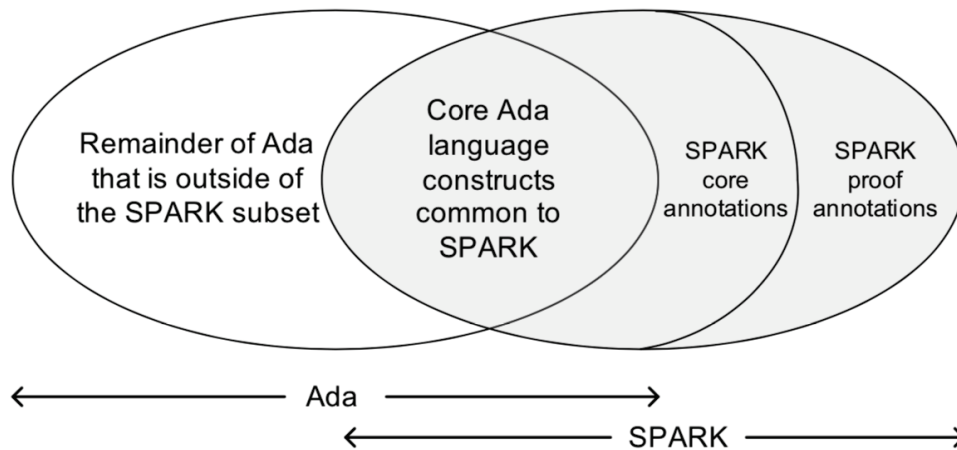 Remainder of Ada
that is outside of
the SPARK subset
Core Ada
language
constructs
common to
SPARK
SPARK
core
annotations
SPARK
proof
annotations
Ada
SPARK